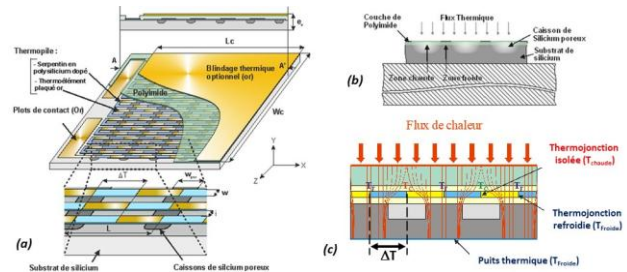 e
Lc
Thermopile :
- Serpentin en
polysilicium dopé
- Thermoélément
plaqué or
Plots de contact (Or)
A
A'
Blindage thermique
optionnel (or)
Polyimide
Wc
Y
X
Z
ΔT
w
L
(a)
Substrat de silicium
Caissons de silcium poreux
Couche de
Polyimide
Flux Thermique
Caisson de
Silicium poreux
Substrat de
silicium
(b)
Zone chaude
Zone froide
Flux de chaleur
Thermojonction
isolée (Tchaude)
Thermojonction
refroidie (Tfroide)
Puits thermique (Tfroide)
ΔT
(c)